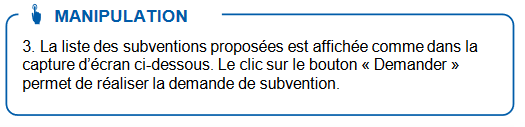 MANIPULATION
3. La liste des subventions proposées est affichée comme dans la
capture d'écran ci-dessous. Le clic sur le bouton « Demander »
permet de réaliser la demande de subvention.